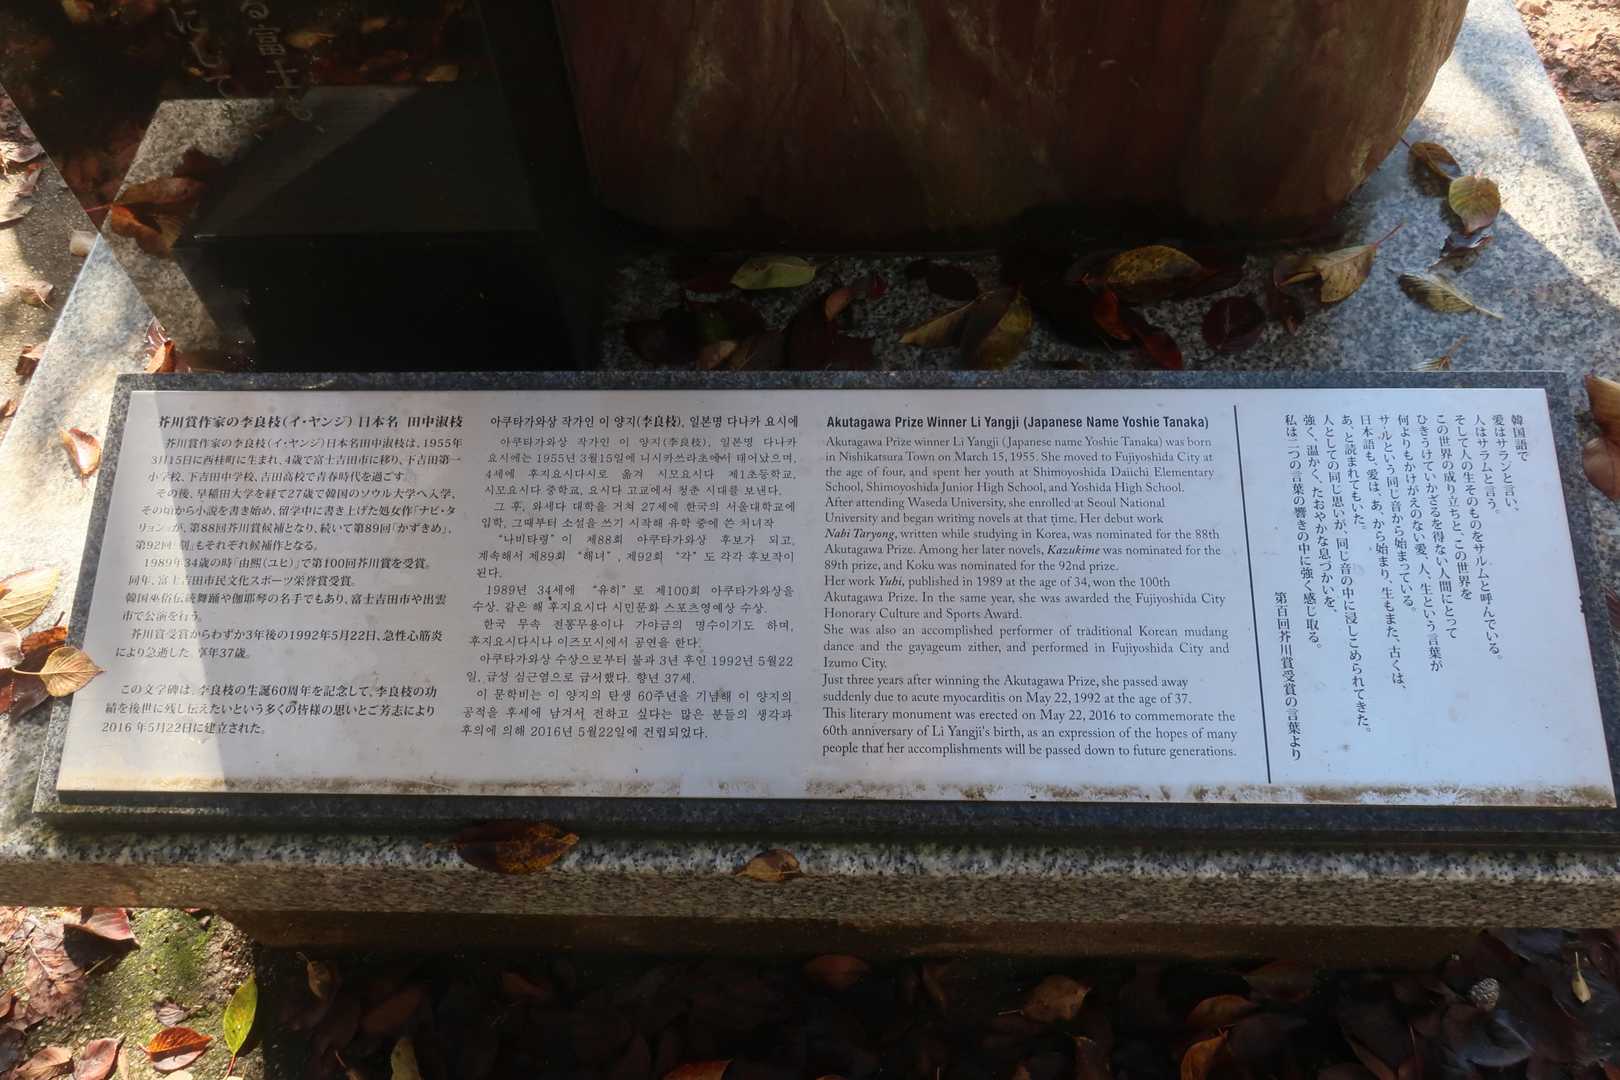 る富士を
にして
芥川賞作家の李良枝(イ・ヤンジ) 日本名 田中淑枝
芥川賞作家の李良枝(イ・ヤンジ)日本名田中淑枝は、1955年
3月15日に西桂町に生まれ、4歳で富士吉田市に移り、下吉田第一
小学校、下吉田中学校、吉田高校で青春時代を過ごす。
その後、早稲田大学を経て27歳で韓国のソウル大学へ入学、
その頃から小説を書き始め、留学中に書き上げた処女作「ナビ・タ
リョン」が、第88回芥川賞候補となり、続いて第89回「かずきめ」、
第92回「刻」もそれぞれ候補作となる。
1989年34歳の時「由煕(ユヒ)」で第100回芥川賞を受賞。
同年、富士吉田市民文化スポーツ栄誉賞受賞。
韓国巫俗伝統舞踊や伽耶琴の名手でもあり、富士吉田市や出雲
市で公演を行う。
芥川賞受賞からわずか3年後の1992年5月22日、急性心筋炎
により急逝した。享年37歳。
この文学碑は、李良枝の生誕60周年を記念して、李良枝の功
績を後世に残し伝えたいという多くの皆様の思いとご芳志により
2016年5月22日に建立された。
아쿠타가와상 작가인 이 양지(李良枝), 일본명 다나카 요시에
아쿠타가와상 작가인 이 양지(李良枝), 일본명 다나카
요시에는 1955년 3월15일에 니시카쓰라초에서 태어났으며,
4세에 후지요시다시로 옮겨 시모요시다 제1초등학교,
시모요시다 중학교, 요시다 고교에서 청춘 시대를 보낸다.
그 후, 와세다 대학을 거쳐 27세에 한국의 서울대학교에
입학, 그때부터 소설을 쓰기 시작해 유학 중에 쓴 처녀작
"나비타령" 이 제88회 아쿠타가와상 후보가 되고,
계속해서 제89회 "해녀", 제92회 "각" 도 각각 후보작이
된다.
1989년 34세에 "유희" 로 제100회 아쿠타가와상을
수상. 같은 해 후지요시다 시민문화 스포츠영예상 수상.
한국 무속 전통무용이나 가야금의 명수이기도 하며,
후지요시다시나 이즈모시에서 공연을 한다.
아쿠타가와상 수상으로부터 불과 3년 후인 1992년 5월22
일, 급성 심근염으로 급서했다. 향년 37세.
이 문학비는 이 양지의 탄생 60주년을 기념해 이 양지의
공적을 후세에 남겨서 전하고 싶다는 많은 분들의 생각과
후의에 의해 2016년 5월22일에 건립되었다.
Akutagawa Prize Winner Li Yangji (Japanese Name Yoshie Tanaka)
Akutagawa Prize winner Li Yangji (Japanese name Yoshie Tanaka) was born
in Nishikatsura Town on March 15, 1955. She moved to Fujiyoshida City at
the age of four, and spent her youth at Shimoyoshida Daiichi Elementary
School, Shimoyoshida Junior High School, and Yoshida High School.
After attending Waseda University, she enrolled at Seoul National
University and began writing novels at that time. Her debut work
Nabi Taryong, written while studying in Korea, was nominated for the 88th
Akutagawa Prize. Among her later novels, Kazukime was nominated for the
89th prize, and Koku was nominated for the 92nd prize.
Her work Yuhi, published in 1989 at the age of 34, won the 100th
Akutagawa Prize. In the same year, she was awarded the Fujiyoshida City
Honorary Culture and Sports Award.
She was also an accomplished performer of traditional Korean mudang
dance and the gayageum zither, and performed in Fujiyoshida City and
Izumo City.
Just three years after winning the Akutagawa Prize, she passed away
suddenly due to acute myocarditis on May 22, 1992 at the age of 37.
This literary monument was erected on May 22, 2016 to commemorate the
60th anniversary of Li Yangji's birth, as an expression of the hopes of many
people that her accomplishments will be passed down to future generations.
韓国語で
愛はサランと言い、
人はサラムと言う。
そして人の生そのものをサルムと呼んでいる。
この世界の成り立ちと、この世界を
ひきうけていかざるを得ない人間にとって
何よりもかけがえのない愛、人、生という言葉が
サルという同じ音から始まっている。
日本語も、愛は、あ、から始まり、生もまた、古くは、
あ、と読まれてもいた。
人としての同じ思いが、同じ音の中に浸しこめられてきた。
強く、温かく、たおやかな息づかいを、
私は二つの言葉の響きの中に強く感じ取る。
第百回芥川賞受賞の言葉より